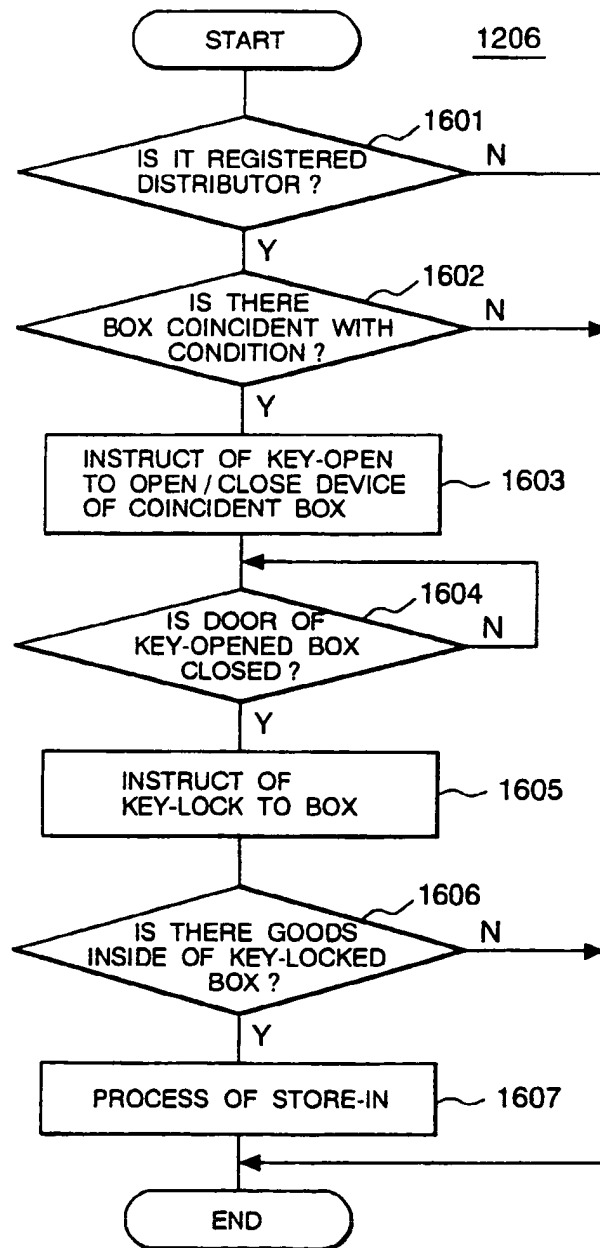 START
1206
1601
IS IT REGISTERED
DISTRIBUTOR ?
N
Y
1602
IS THERE
BOX COINCIDENT WITH
CONDITION ?
N
Y
INSTRUCT OF KEY-OPEN
TO OPEN / CLOSE DEVICE
OF COINCIDENT BOX
1603
1604
IS DOOR OF
KEY-OPENED BOX
CLOSED ?
N
Y
INSTRUCT OF
KEY-LOCK TO BOX
1605
1606
IS THERE GOODS
INSIDE OF KEY-LOCKED
BOX ?
N
Y
PROCESS OF STORE-IN
1607
END